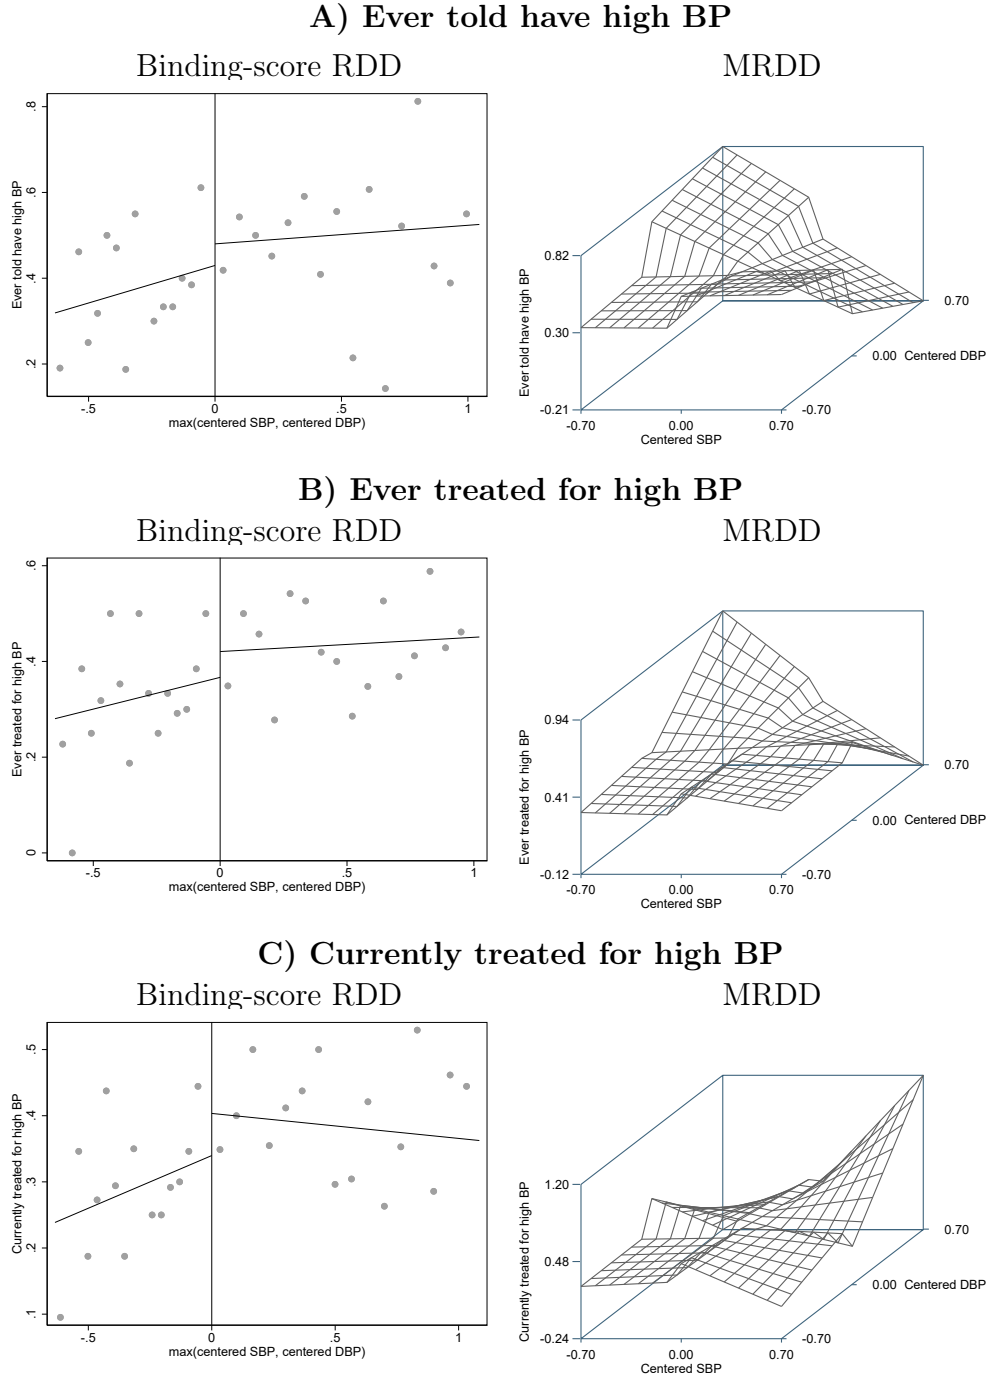 A) Ever told have high BP
Binding-score RDD
MRDD
Ever told have high BP
.8
.6
.4
.2
-.5
0
.5
1
max(centered SBP, centered DBP)
Ever told have high BP
0.82
0.30
-0.21
-0.70
0.00
0.70
Centered SBP
-0.70
0.00 Centered DBP
0.70
B) Ever treated for high BP
Binding-score RDD
MRDD
Ever treated for high BP
.6
.4
.2
0
-.5
0
.5
1
max(centered SBP, centered DBP)
Ever treated for high BP
0.94
0.41
-0.12
-0.70
0.00
0.70
Centered SBP
-0.70
0.00 Centered DBP
0.70
C) Currently treated for high BP
Binding-score RDD
MRDD
Currently treated for high BP
.5
.4
.3
.2
.1
-.5
0
.5
1
max(centered SBP, centered DBP)
Currently treated for high BP
1.20
0.48
-0.24
-0.70
0.00
0.70
Centered SBP
-0.70
0.00 Centered DBP
0.70